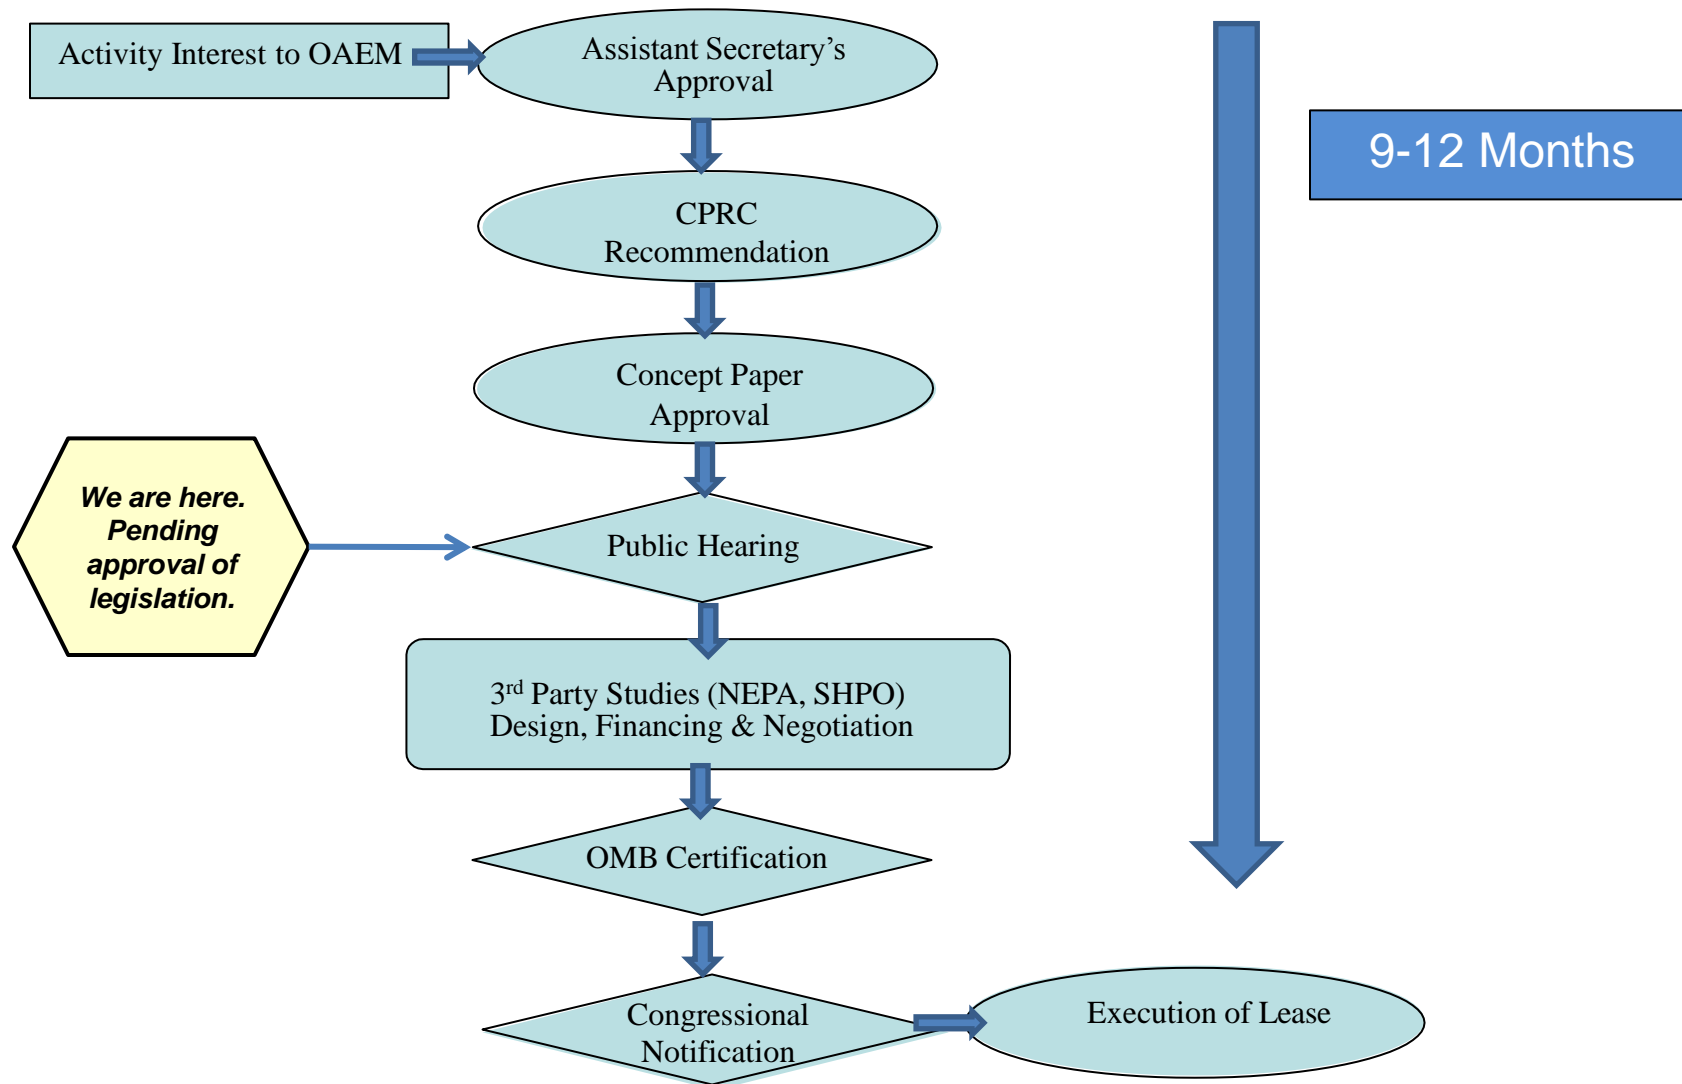 Activity Interest to OAEM
Assistant Secretary’s
Approval
9-12 Months
CPRC
Recommendation
Concept Paper
Approval
We are here.
Pending
approval of
legislation.
Public Hearing
3rd Party Studies (NEPA, SHPO)
Design, Financing & Negotiation
OMB Certification
Congressional
Notification
Execution of Lease